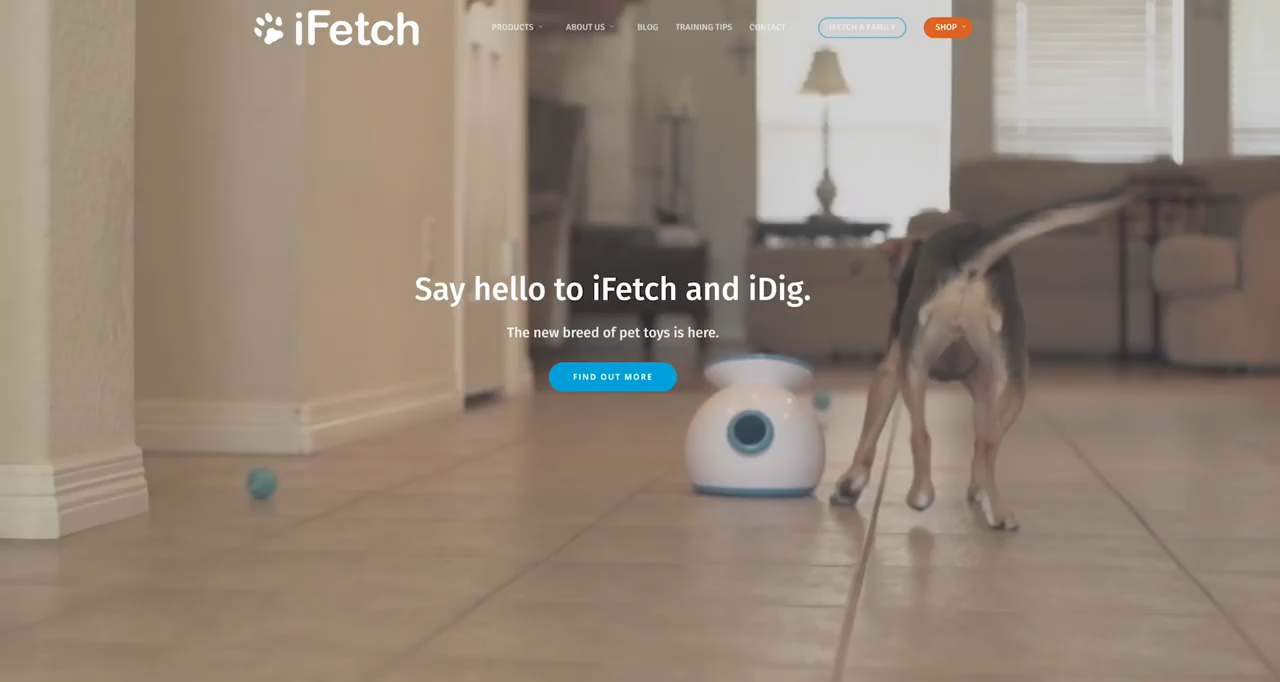 iFetch
PRODUCTS
ABOUT US
BLOG
TRAINING TIPS
CONTACT
IFETCH A FAMILY
SHOP
Say hello to iFetch and iDig.
The new breed of pet toys is here.
FIND OUT MORE